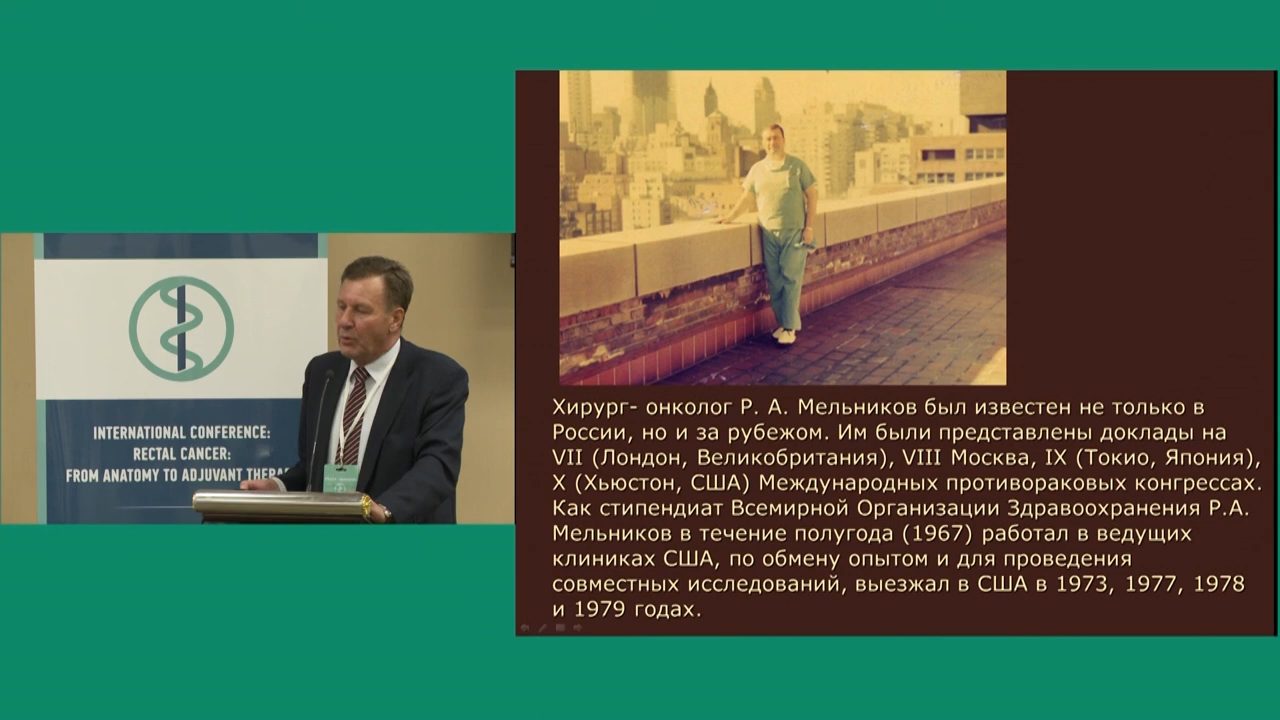 INTERNATIONAL CONFERENCE:
RECTAL CANCER:
FROM ANATOMY TO ADJUVANT
Хирург- онколог Р. А. Мельников был известен не только в
России, но и за рубежом. Им были представлены доклады на
VII (Лондон, Великобритания), VIII Москва, IX (Токио, Япония),
X (Хьюстон, США) Международных противораковых конгрессах.
Как стипендиат Всемирной Организации Здравоохранения Р.А.
Мельников в течение полугода (1967) работал в ведущих
клиниках США, по обмену опытом и для проведения
совместных исследований, выезжал в США в 1973, 1977, 1978
и 1979 годах.